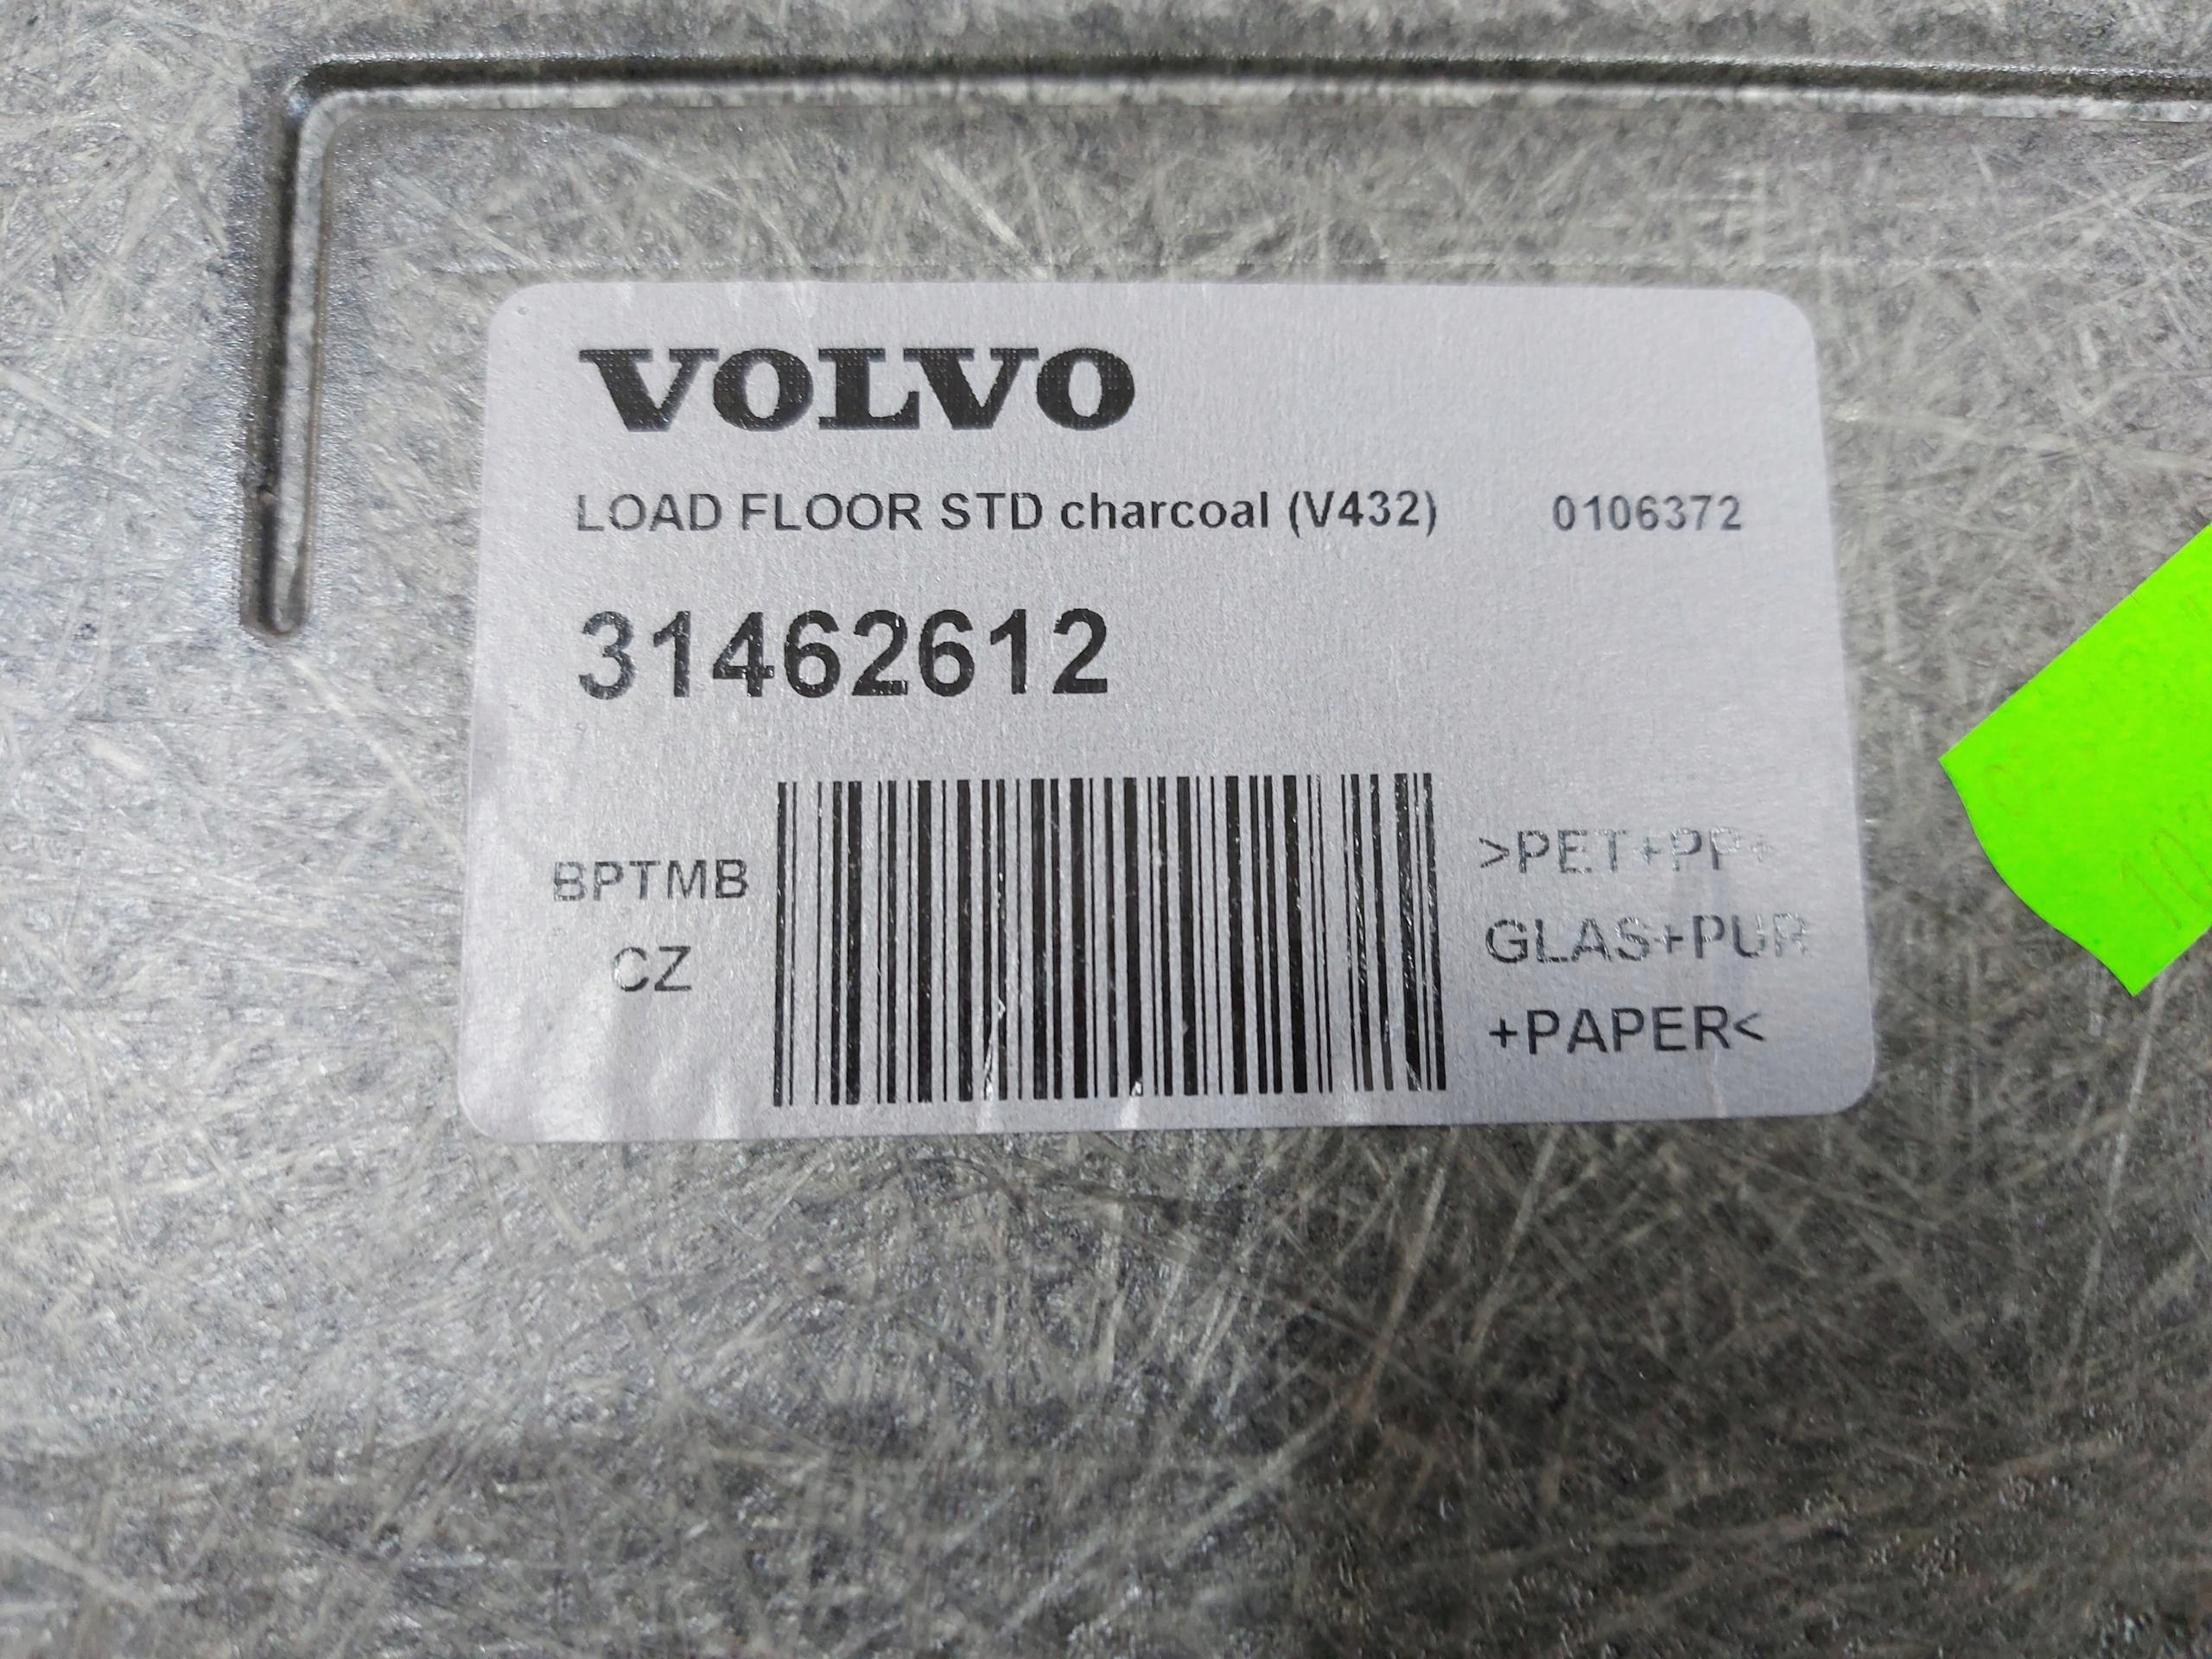 VOLVO
LOAD FLOOR STD charcoal (V432) 0106372
31462612
BPTMB
CZ
>PET+PP+
GLAS+PUR
+PAPER<